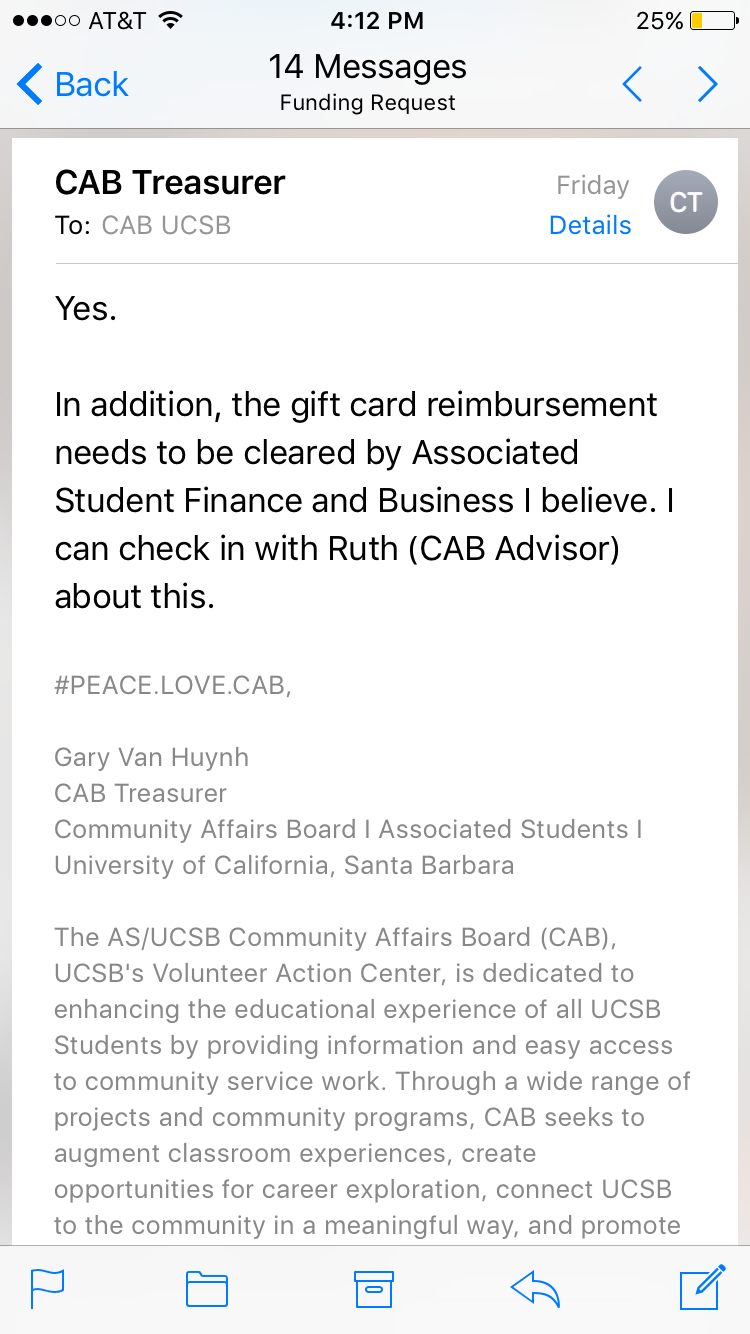 AT&T 4:12 PM 25%
Back 14 Messages
Funding Request
CAB Treasurer Friday CT
To: CAB UCSB Details
Yes.
In addition, the gift card reimbursement
needs to be cleared by Associated
Student Finance and Business I believe. I
can check in with Ruth (CAB Advisor)
about this.
#PEACE.LOVE.CAB,
Gary Van Huynh
CAB Treasurer
Community Affairs Board I Associated Students I
University of California, Santa Barbara
The AS/UCSB Community Affairs Board (CAB),
UCSB's Volunteer Action Center, is dedicated to
enhancing the educational experience of all UCSB
Students by providing information and easy access
to community service work. Through a wide range of
projects and community programs, CAB seeks to
augment classroom experiences, create
opportunities for career exploration, connect UCSB
to the community in a meaningful way, and promote